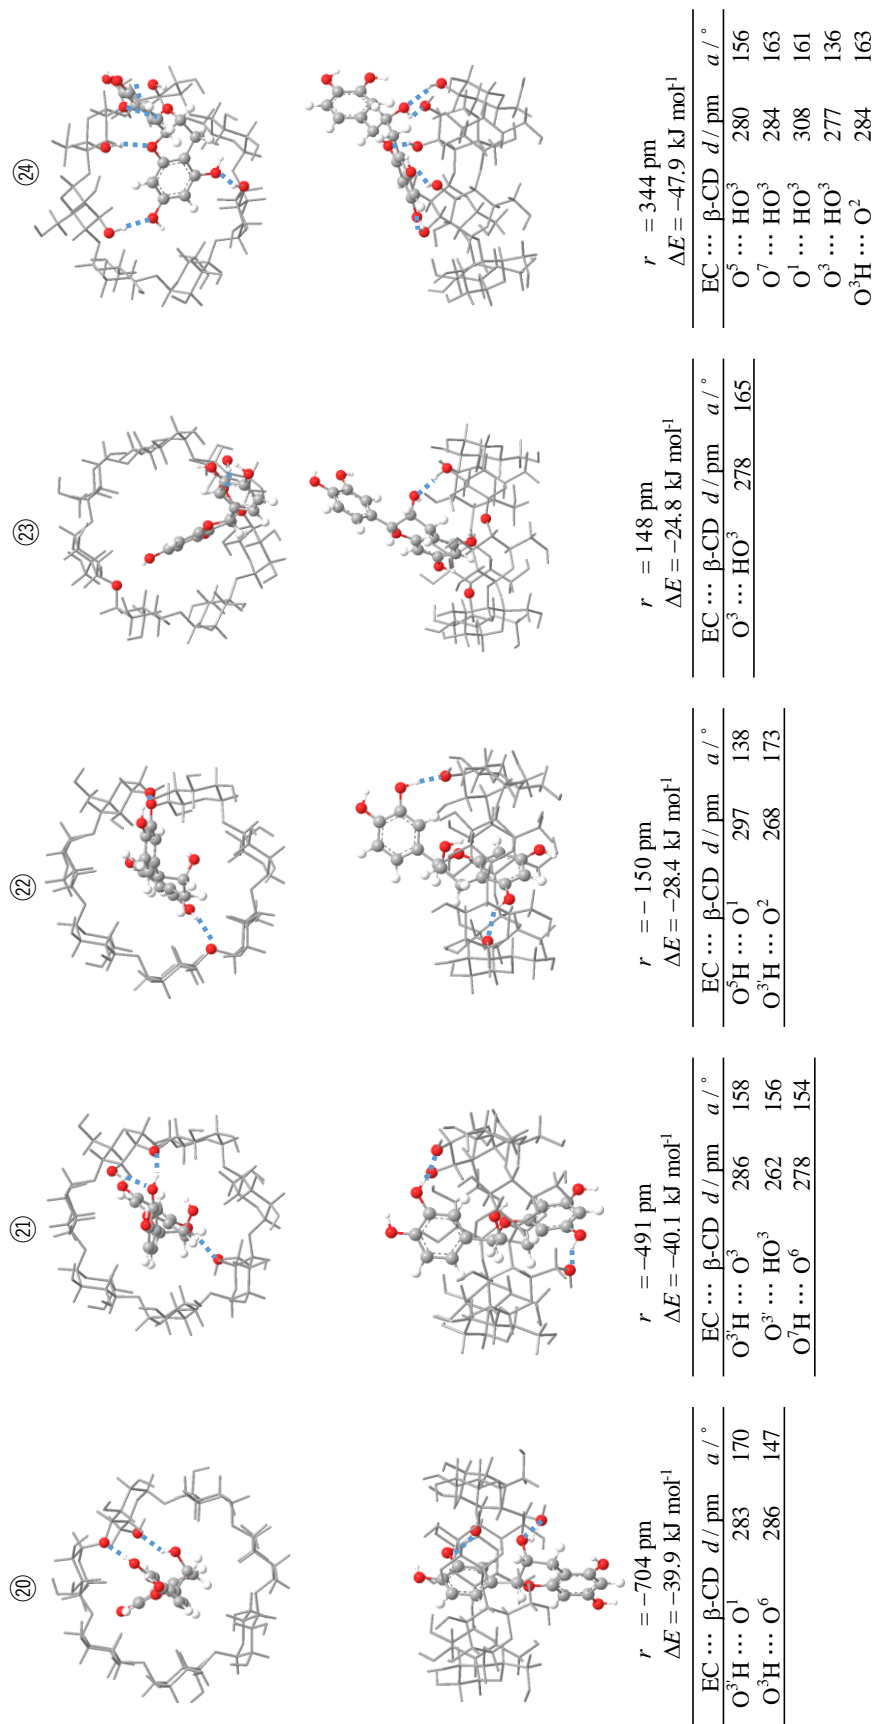 ⑳
r = −704 pm
ΔE = −39.9 kJ mol⁻¹
EC ··· β-CD d / pm a / °
O³'H ··· O¹ 283 170
O³H ··· O⁶ 286 147
㉑
r = −491 pm
ΔE = −40.1 kJ mol⁻¹
EC ··· β-CD d / pm a / °
O³'H ··· O³ 286 158
O³' ··· HO³ 262 156
O⁷H ··· O⁶ 278 154
㉒
r = − 150 pm
ΔE = −28.4 kJ mol⁻¹
EC ··· β-CD d / pm a / °
O⁵H ··· O¹ 297 138
O³'H ··· O² 268 173
㉓
r = 148 pm
ΔE = −24.8 kJ mol⁻¹
EC ··· β-CD d / pm a / °
O³ ··· HO³ 278 165
㉔
r = 344 pm
ΔE = −47.9 kJ mol⁻¹
EC ··· β-CD d / pm a / °
O⁵ ··· HO³ 280 156
O⁷ ··· HO³ 284 163
O¹ ··· HO³ 308 161
O³ ··· HO³ 277 136
O³H ··· O² 284 163